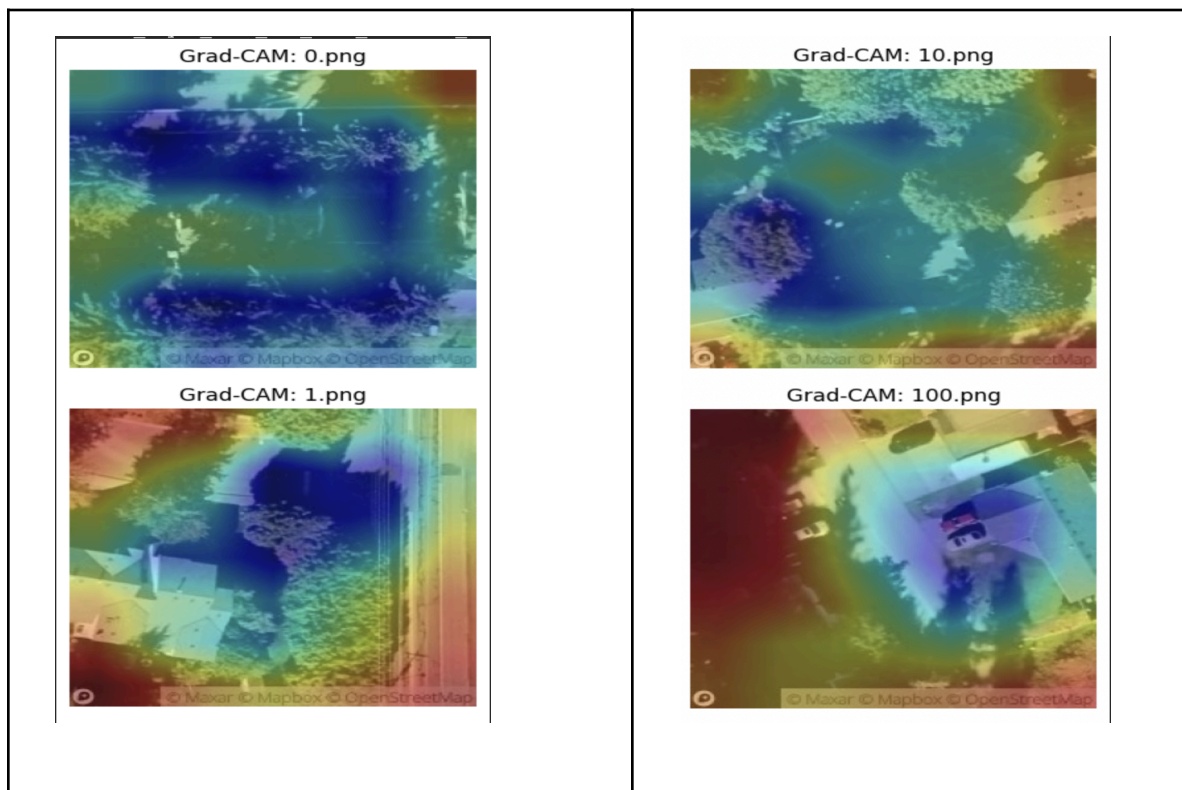 Grad-CAM: 0.png
© Maxar © Mapbox © OpenStreetMap
Grad-CAM: 1.png
© Maxar © Mapbox © OpenStreetMap
Grad-CAM: 10.png
© Maxar © Mapbox © OpenStreetMap
Grad-CAM: 100.png
© Maxar © Mapbox © OpenStreetMap